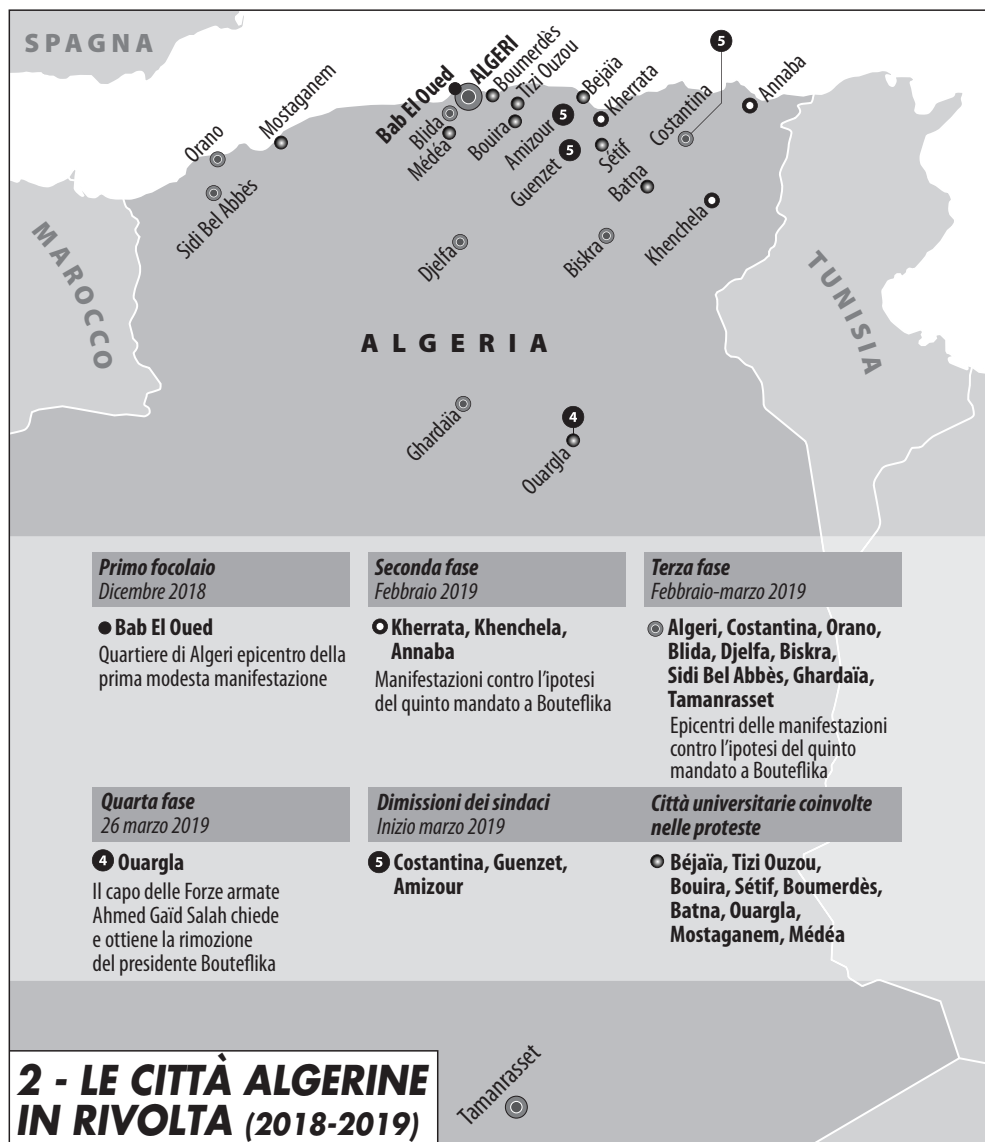 SPAGNA
MAROCCO
TUNISIA
ALGERIA
Orano
Mostaganem
Sidi Bel Abbès
Bab El Oued
ALGERI
Boumerdès
Tizi Ouzou
Blida
Médéa
Bouira
Bejaïa
Kherrata
Amizour
5
Guenzet
5
Sétif
Costantina
5
Annaba
Batna
Khenchela
Djelfa
Biskra
Ghardaïa
4
Ouargla
Primo focolaio
Dicembre 2018
Bab El Oued
Quartiere di Algeri epicentro della
prima modesta manifestazione
Seconda fase
Febbraio 2019
Kherrata, Khenchela,
Annaba
Manifestazioni contro l'ipotesi
del quinto mandato a Bouteflika
Terza fase
Febbraio-marzo 2019
Algeri, Costantina, Orano,
Blida, Djelfa, Biskra,
Sidi Bel Abbès, Ghardaïa,
Tamanrasset
Epicentri delle manifestazioni
contro l'ipotesi del quinto
mandato a Bouteflika
Quarta fase
26 marzo 2019
4 Ouargla
Il capo delle Forze armate
Ahmed Gaïd Salah chiede
e ottiene la rimozione
del presidente Bouteflika
Dimissioni dei sindaci
Inizio marzo 2019
5 Costantina, Guenzet,
Amizour
Città universitarie coinvolte
nelle proteste
Béjaïa, Tizi Ouzou,
Bouira, Sétif, Boumerdès,
Batna, Ouargla,
Mostaganem, Médéa
Tamanrasset
2 - LE CITTÀ ALGERINE
IN RIVOLTA (2018-2019)